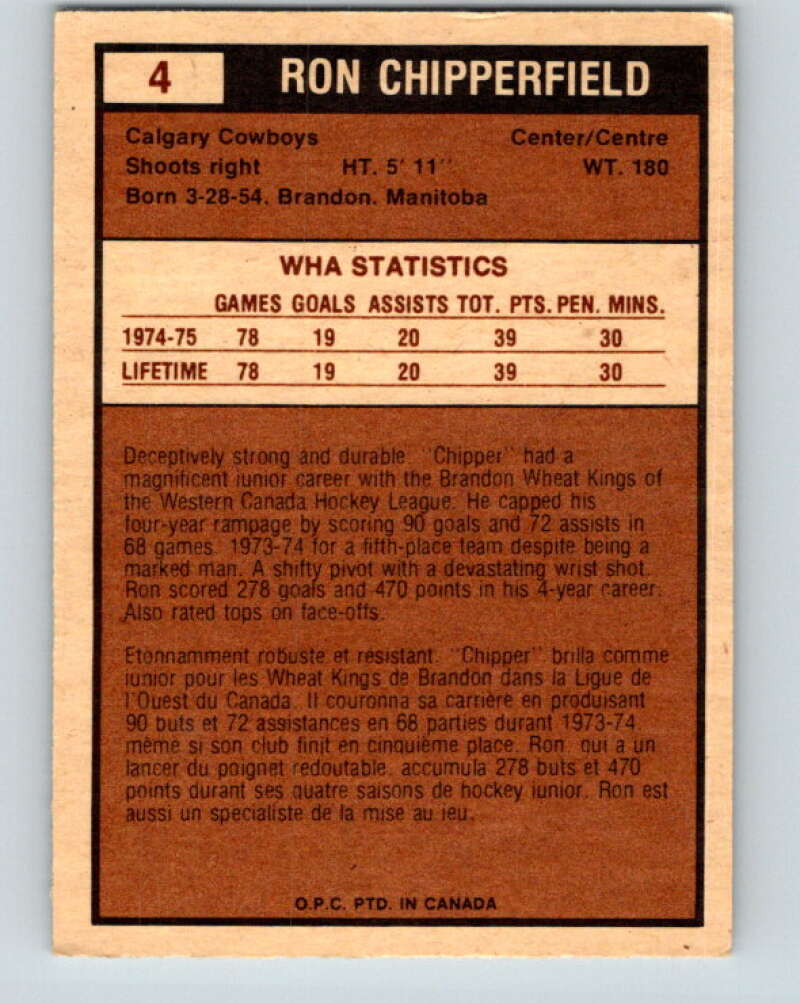 4 RON CHIPPERFIELD
Calgary Cowboys Center/Centre
Shoots right HT. 5' 11" WT. 180
Born 3-28-54, Brandon, Manitoba
WHA STATISTICS
GAMES GOALS ASSISTS TOT. PTS. PEN. MINS.
1974-75 78 19 20 39 30
LIFETIME 78 19 20 39 30
Deceptively strong and durable. "Chipper" had a
magnificent junior career with the Brandon Wheat Kings of
the Western Canada Hockey League. He capped his
four-year rampage by scoring 90 goals and 72 assists in
68 games. 1973-74 for a fifth-place team despite being a
marked man. A shifty pivot with a devastating wrist shot.
Ron scored 278 goals and 470 points in his 4-year career.
Also rated tops on face-offs.
Etonnamment robuste et résistant. "Chipper" brilla comme
junior pour les Wheat Kings de Brandon dans la Ligue de
l'Ouest du Canada. Il couronna sa carrière en produisant
90 buts et 72 assistances en 68 parties durant 1973-74,
même si son club finit en cinquième place. Ron, qui a un
lancer du poignet redoutable, accumula 278 buts et 470
points durant ses quatre saisons de hockey junior. Ron est
aussi un spécialiste de la mise au jeu.
O.P.C. PTD. IN CANADA